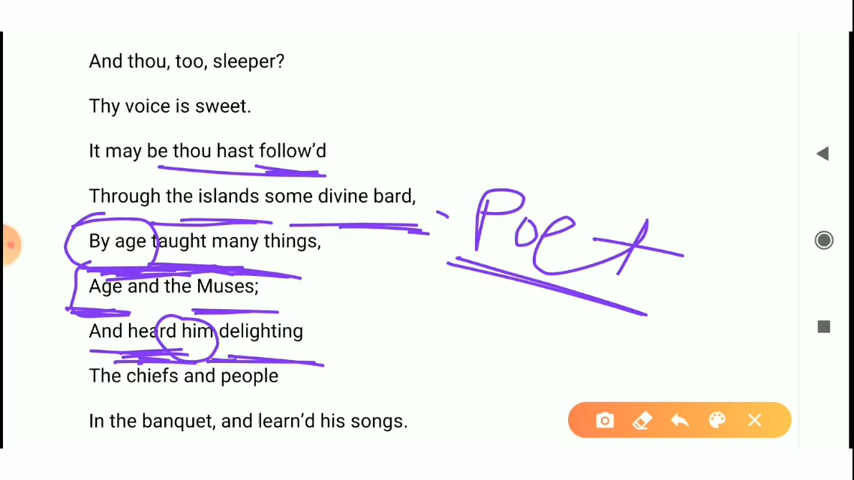 And thou, too, sleeper?
Thy voice is sweet.
It may be thou hast follow’d
Through the islands some divine bard,
Poet
By age taught many things,
Age and the Muses;
And heard him delighting
The chiefs and people
In the banquet, and learn’d his songs.